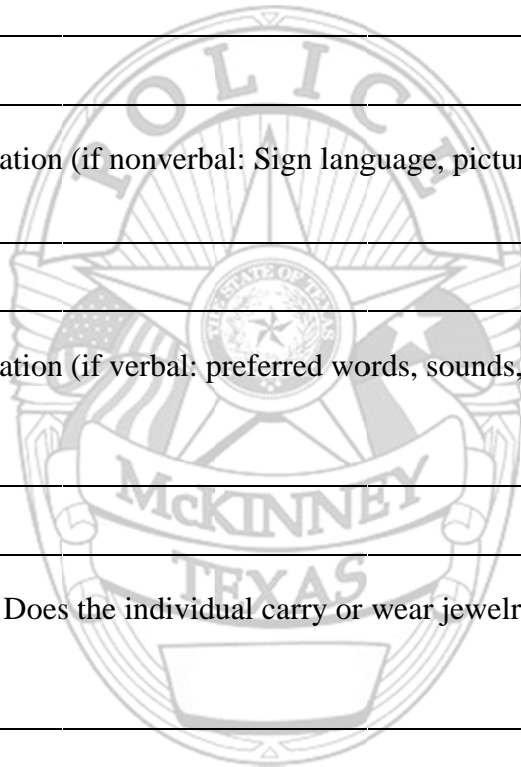 POLICE
ation (if nonverbal: Sign language, pictur
THE STATE OF TEXAS
ation (if verbal: preferred words, sounds,
McKINNEY
TEXAS
Does the individual carry or wear jewelr